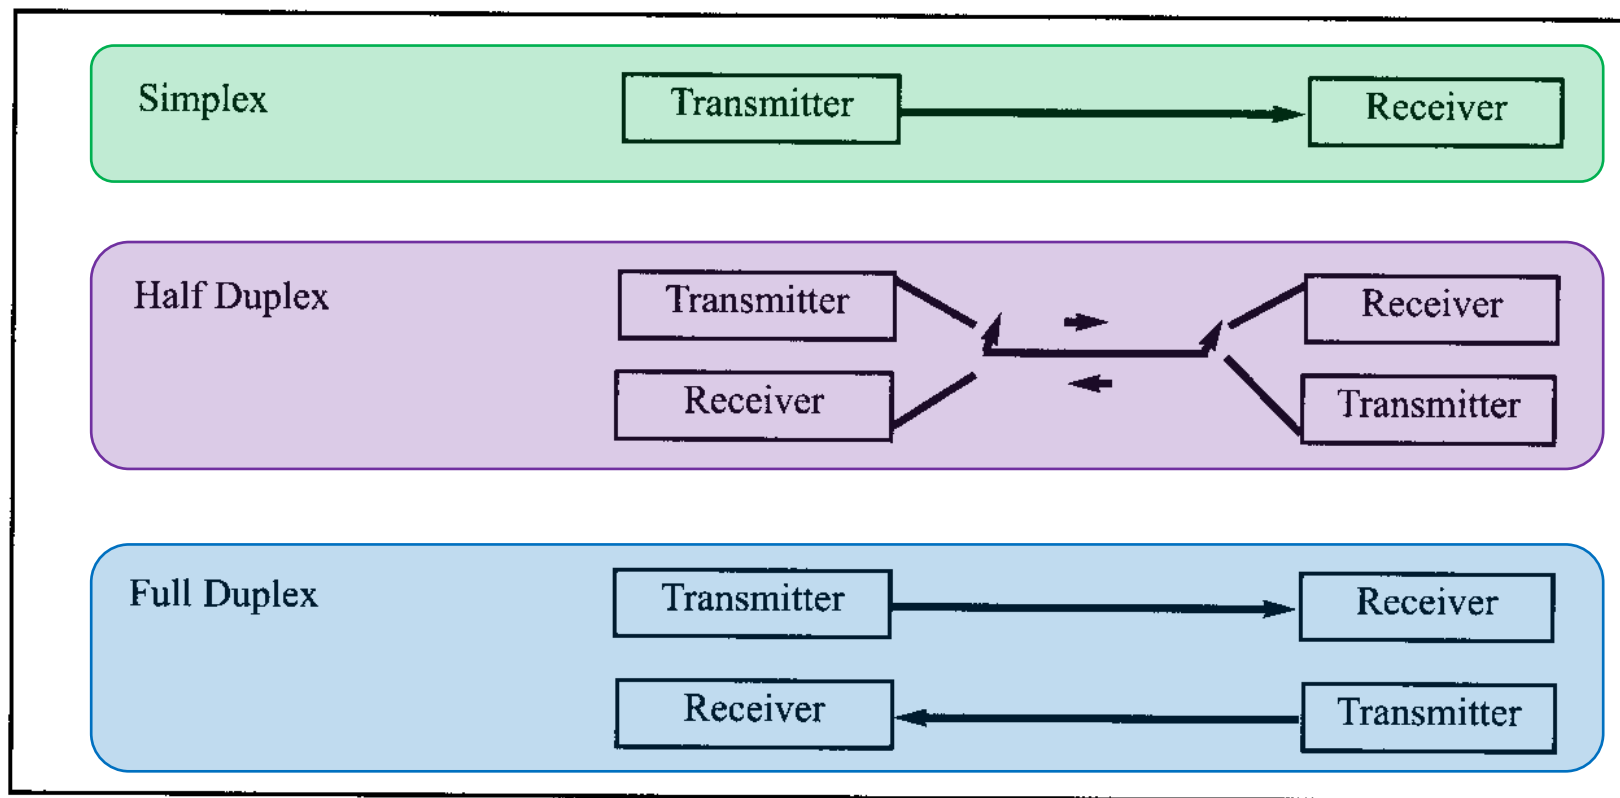 Simplex
Transmitter
Receiver
Half Duplex
Transmitter
Receiver
Receiver
Transmitter
Full Duplex
Transmitter
Receiver
Receiver
Transmitter